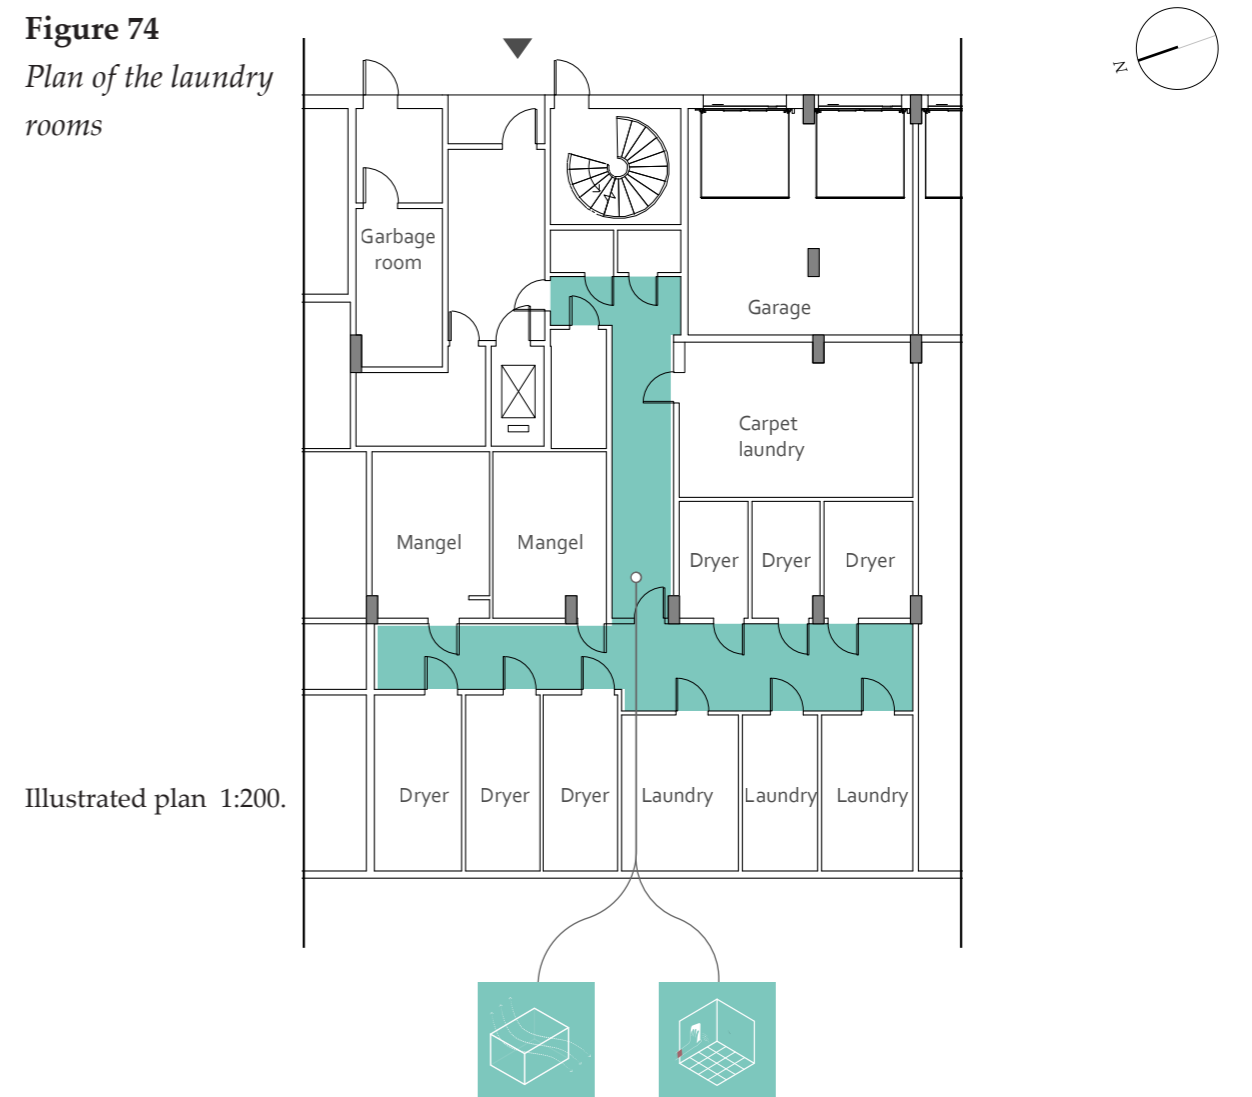 Figure 74
Plan of the laundry
rooms
N
Garbage
room
Garage
Carpet
laundry
Mangel
Mangel
Dryer
Dryer
Dryer
Dryer
Dryer
Dryer
Laundry
Laundry
Laundry
Illustrated plan 1:200.